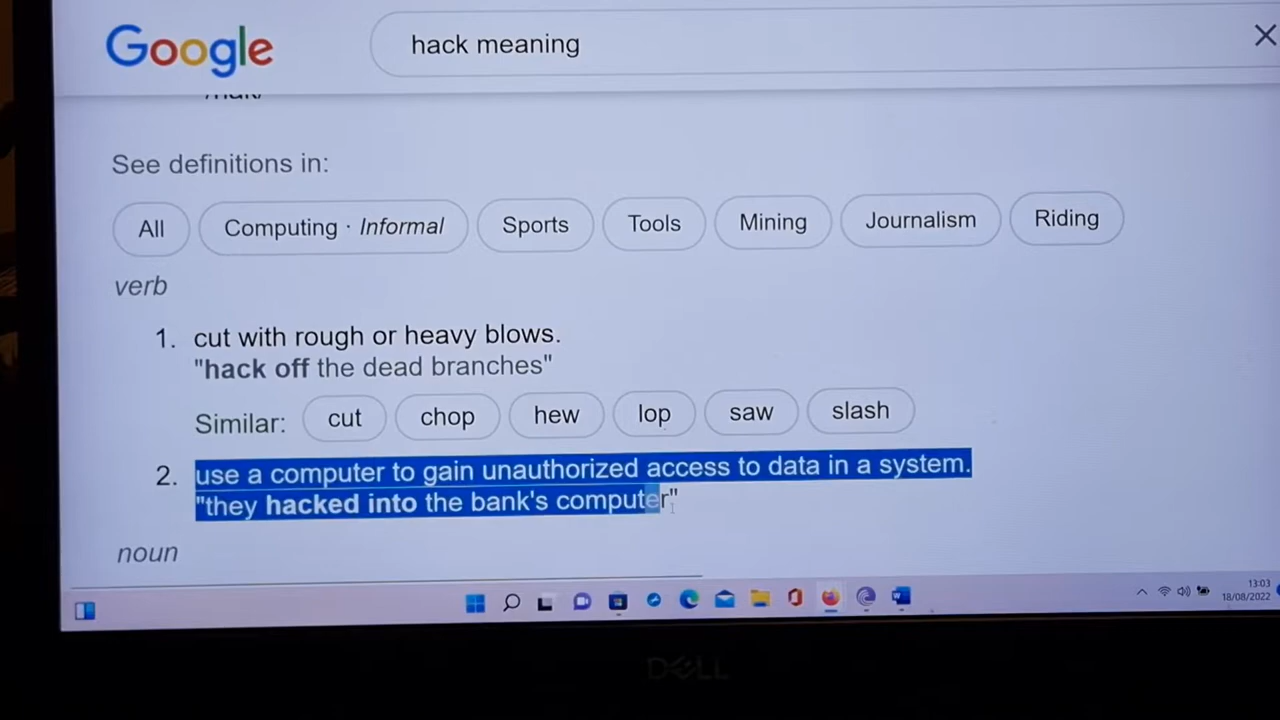 Google
hack meaning
See definitions in:
All
Computing · Informal
Sports
Tools
Mining
Journalism
Riding
verb
1. cut with rough or heavy blows.
"hack off the dead branches"
Similar: cut chop hew lop saw slash
2. use a computer to gain unauthorized access to data in a system.
"they hacked into the bank's computer"
noun
13:03
18/08/2022
DELL